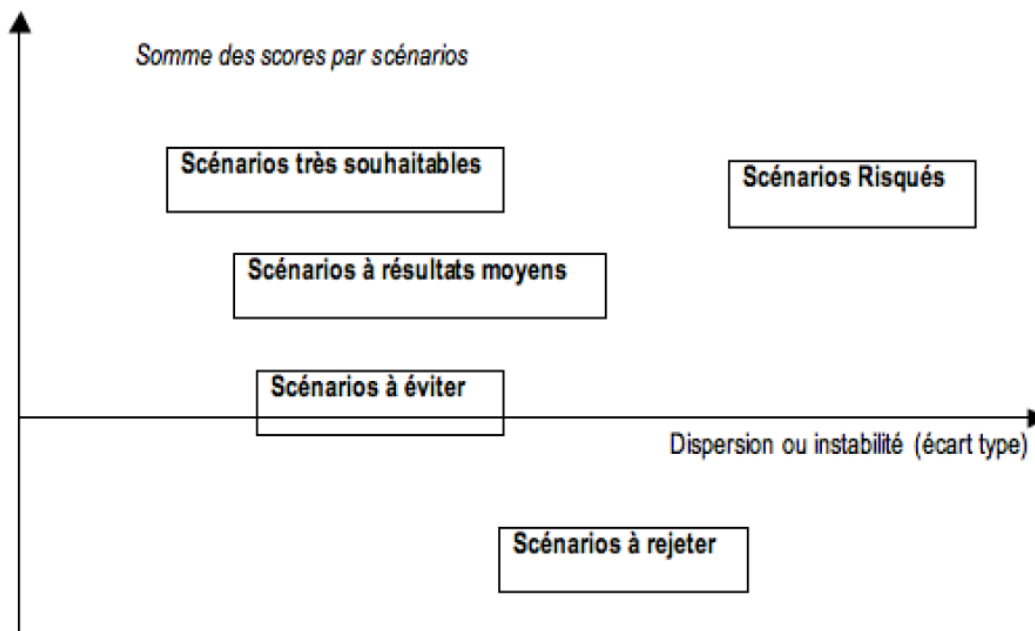 Somme des scores par scénarios
Scénarios très souhaitables
Scénarios Risqués
Scénarios à résultats moyens
Scénarios à éviter
Dispersion ou instabilité (écart type)
Scénarios à rejeter